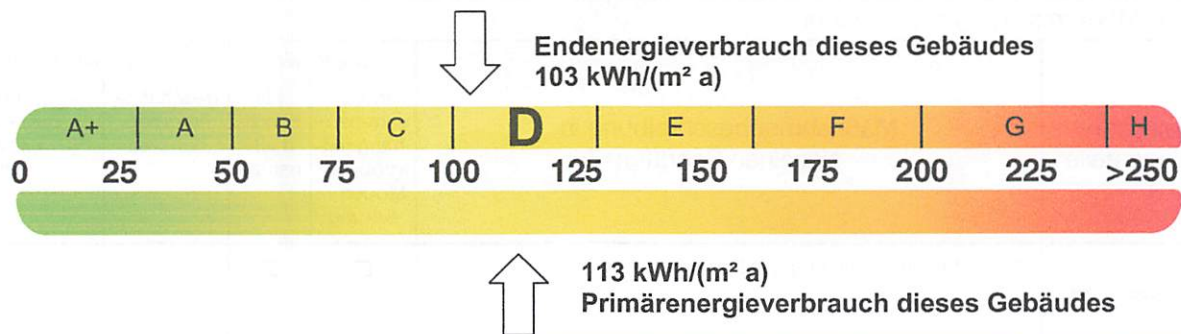 Endenergieverbrauch dieses Gebäudes
103 kWh/(m² a)
A+ A B C D E F G H
0 25 50 75 100 125 150 175 200 225 >250
113 kWh/(m² a)
Primärenergieverbrauch dieses Gebäudes